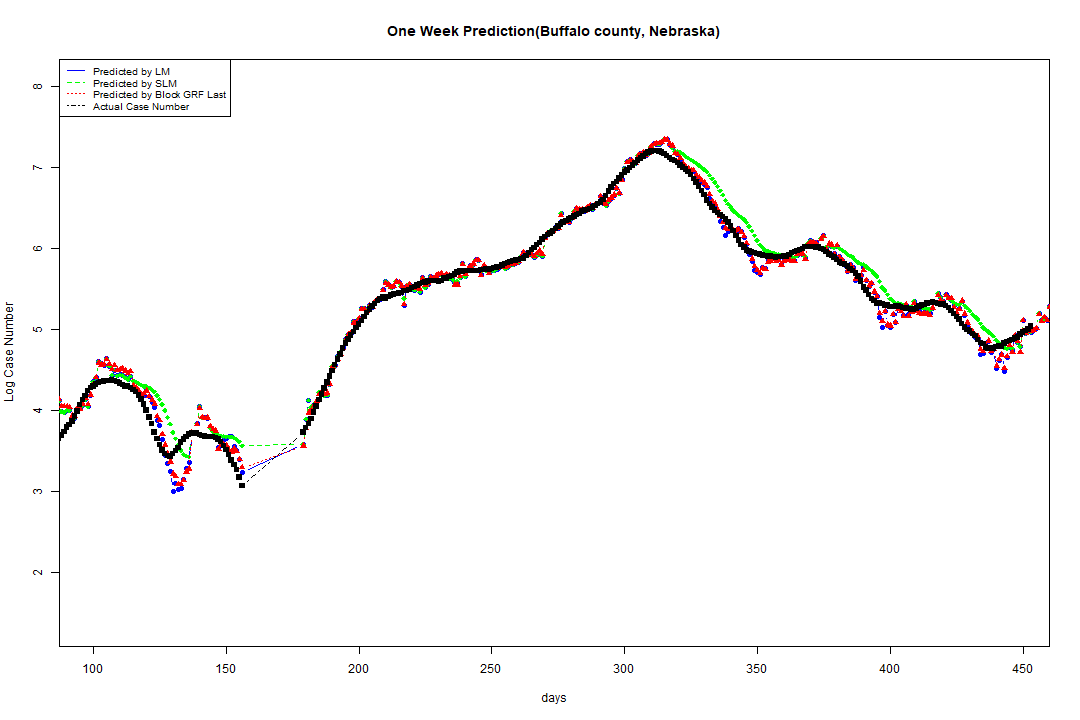 One Week Prediction(Buffalo county, Nebraska)
Predicted by LM
Predicted by SLM
Predicted by Block GRF Last
Actual Case Number
Log Case Number
8
7
6
5
4
3
2
100 150 200 250 300 350 400 450
days